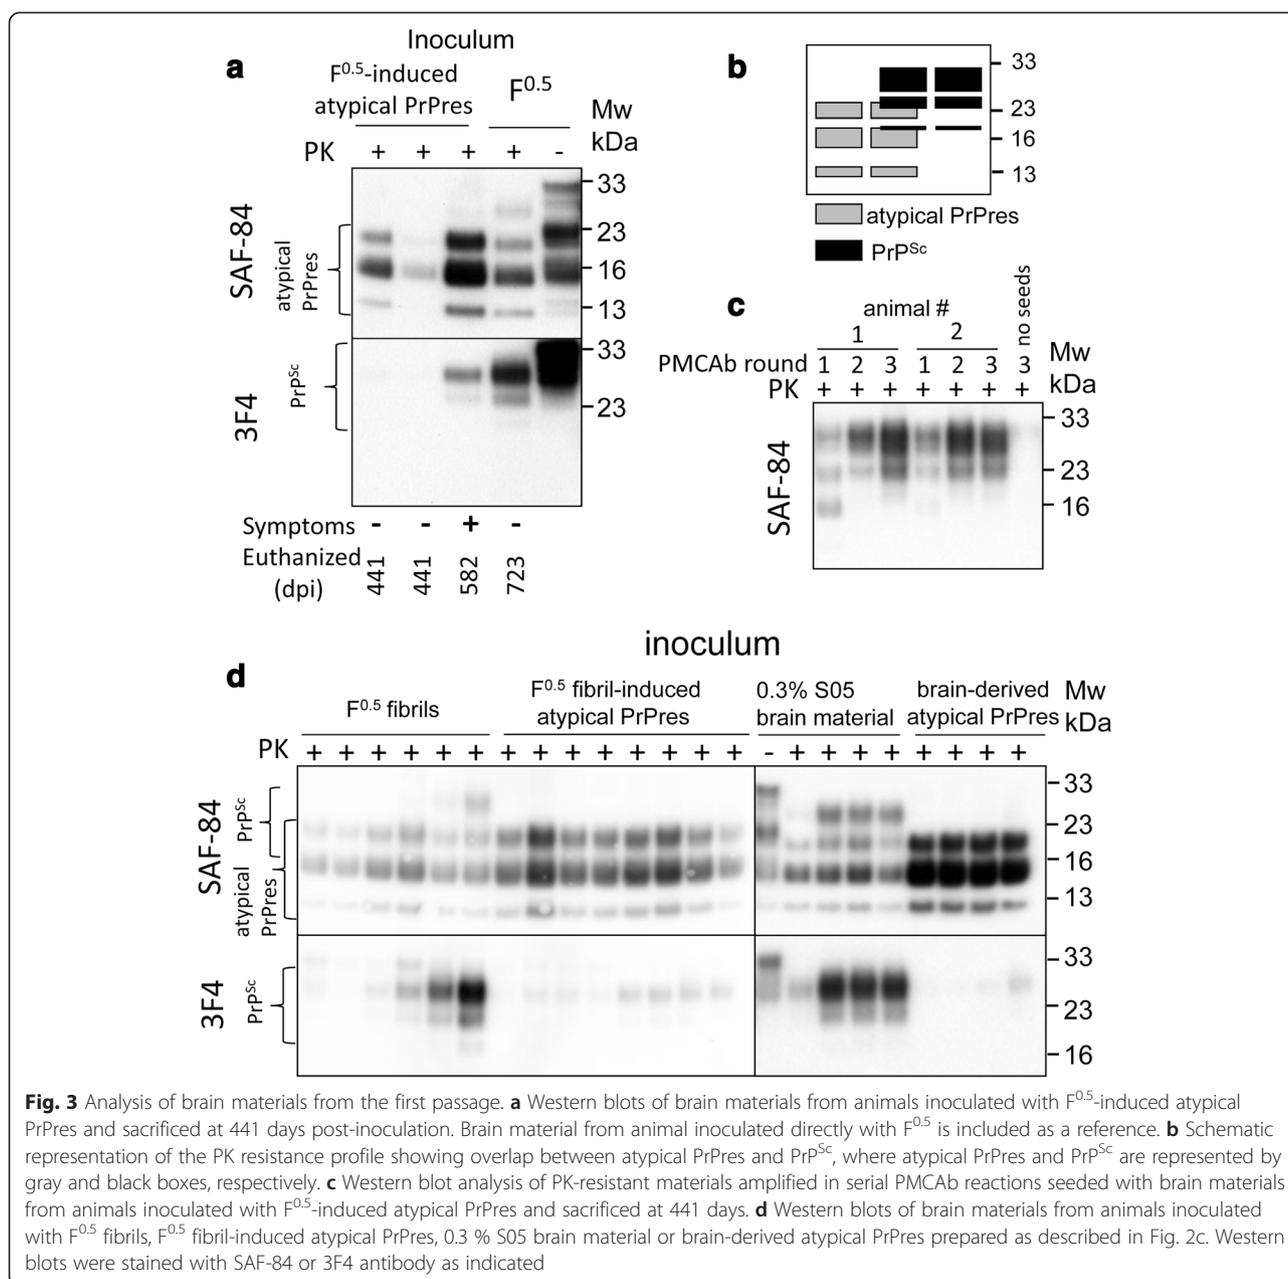 a
Inoculum
F0.5-induced
atypical PrPres
F0.5
Mw
kDa
PK + + + + -
SAF-84
atypical
PrPres
33
23
16
13
3F4
PrPSc
33
23
Symptoms - - + -
Euthanized
(dpi)
441 441 582 723
b
33
23
16
13
atypical PrPres
PrPSc
c
animal #
1 2
no seeds
PMCAb round 1 2 3 1 2 3 3
PK + + + + + + +
Mw
kDa
SAF-84
33
23
16
d
inoculum
F0.5 fibrils
F0.5 fibril-induced
atypical PrPres
0.3% S05
brain material
brain-derived
atypical PrPres
Mw
kDa
PK + + + + + + + + + + + + + + - + + + + + + + +
SAF-84
PrPSc
atypical
PrPres
33
23
16
13
3F4
PrPSc
33
23
16
Fig. 3 Analysis of brain materials from the first passage. a Western blots of brain materials from animals inoculated with F0.5-induced atypical
PrPres and sacrificed at 441 days post-inoculation. Brain material from animal inoculated directly with F0.5 is included as a reference. b Schematic
representation of the PK resistance profile showing overlap between atypical PrPres and PrPSc, where atypical PrPres and PrPSc are represented by
gray and black boxes, respectively. c Western blot analysis of PK-resistant materials amplified in serial PMCAb reactions seeded with brain materials
from animals inoculated with F0.5-induced atypical PrPres and sacrificed at 441 days. d Western blots of brain materials from animals inoculated
with F0.5 fibrils, F0.5 fibril-induced atypical PrPres, 0.3 % S05 brain material or brain-derived atypical PrPres prepared as described in Fig. 2c. Western
blots were stained with SAF-84 or 3F4 antibody as indicated